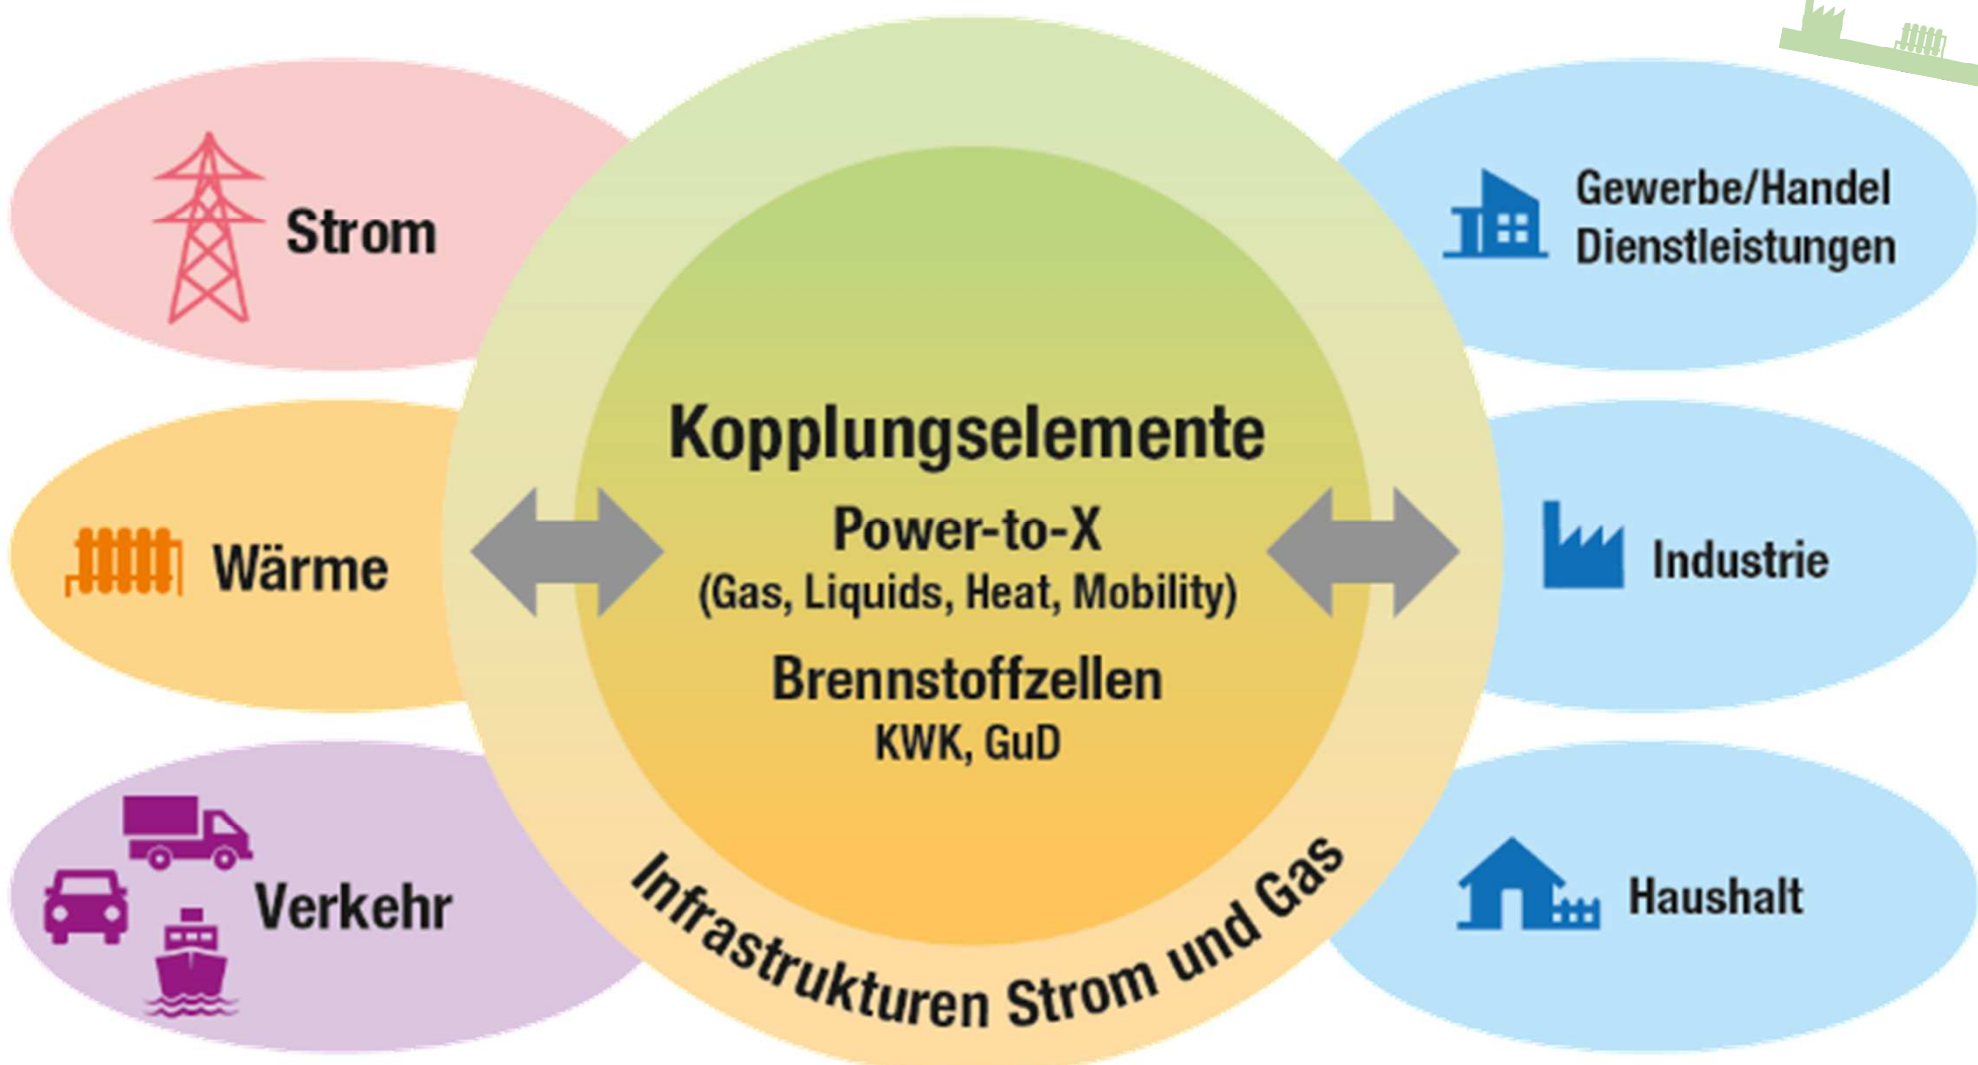 Strom
Wärme
Verkehr
Kopplungselemente
Power-to-X
(Gas, Liquids, Heat, Mobility)
Brennstoffzellen
KWK, GuD
Infrastrukturen Strom und Gas
Gewerbe/Handel
Dienstleistungen
Industrie
Haushalt